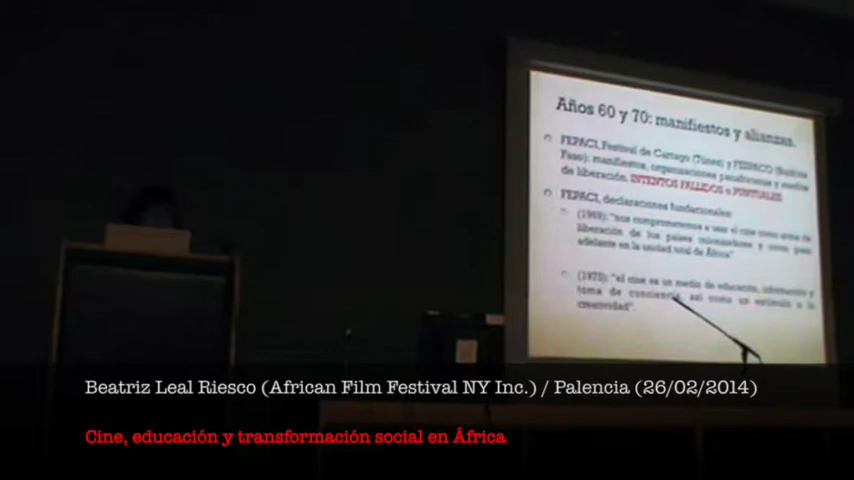 Años 60 y 70: manifiestos y alianzas.
FEPACI, Festival de Cartago (Túnez) y FESPACO (Burkina
Faso): manifiestos, organizaciones panafricanas y medios
de liberación. INTENTOS FALLIDOS o PUNTUALES
FEPACI, declaraciones fundacionales:
(1969): "nos comprometemos a usar el cine como arma de
liberación de los países colonizados y como paso
adelante en la unidad total de África"
(1975): "el cine es un medio de educación, información y
toma de conciencia, así como un estímulo a la
creatividad".
Beatriz Leal Riesco (African Film Festival NY Inc.) / Palencia (26/02/2014)
Cine, educación y transformación social en África